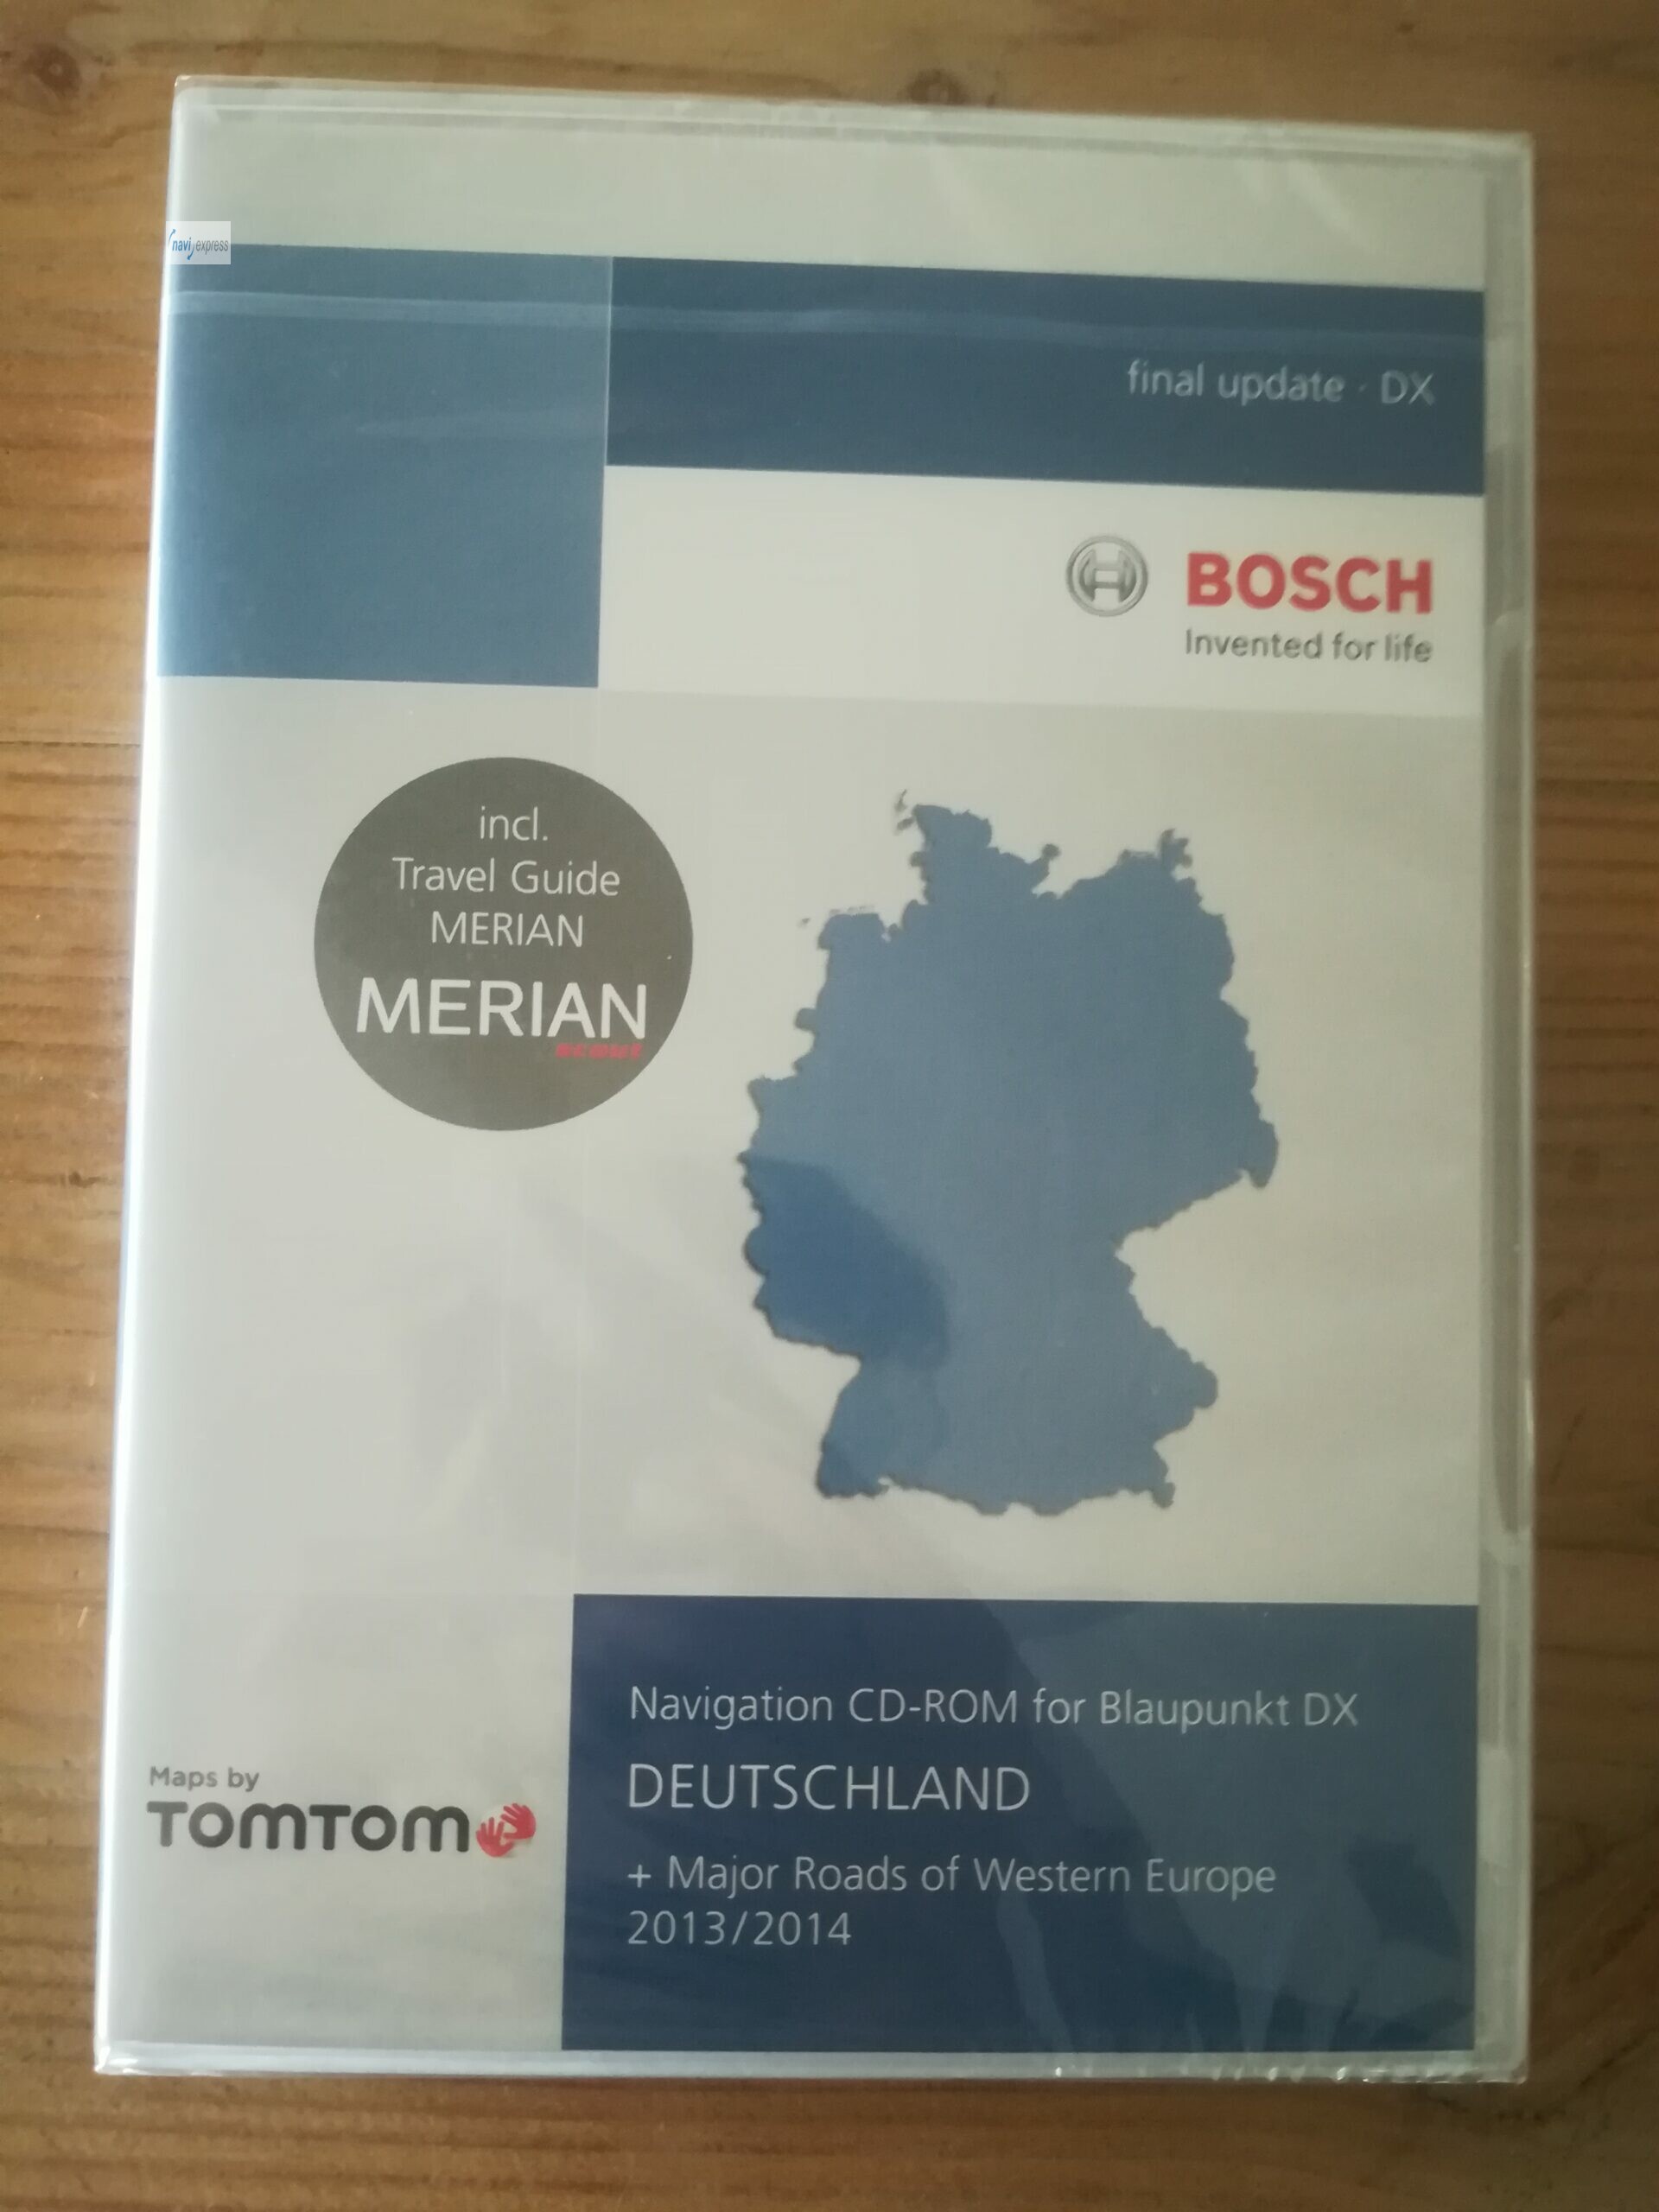 navi express
final update · DX
BOSCH
Invented for life
incl.
Travel Guide
MERIAN
MERIAN
scout
Navigation CD-ROM for Blaupunkt DX
DEUTSCHLAND
+ Major Roads of Western Europe
2013/2014
Maps by
TOMTOM